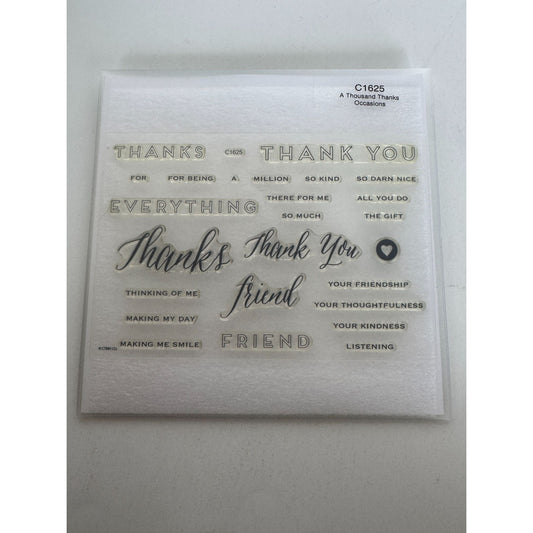 C1625
A Thousand Thanks
Occasions
THANKS C1625 THANK YOU
FOR FOR BEING A MILLION SO KIND SO DARN NICE
THERE FOR ME ALL YOU DO
EVERYTHING
SO MUCH THE GIFT
Thanks Thank You
YOUR FRIENDSHIP
THINKING OF ME friend
YOUR THOUGHTFULNESS
MAKING MY DAY
YOUR KINDNESS
MAKING ME SMILE FRIEND LISTENING